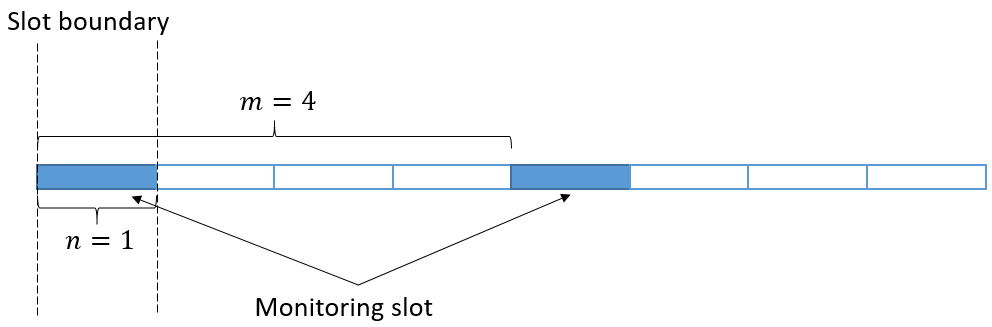 Slot boundary
m = 4
n = 1
Monitoring slot